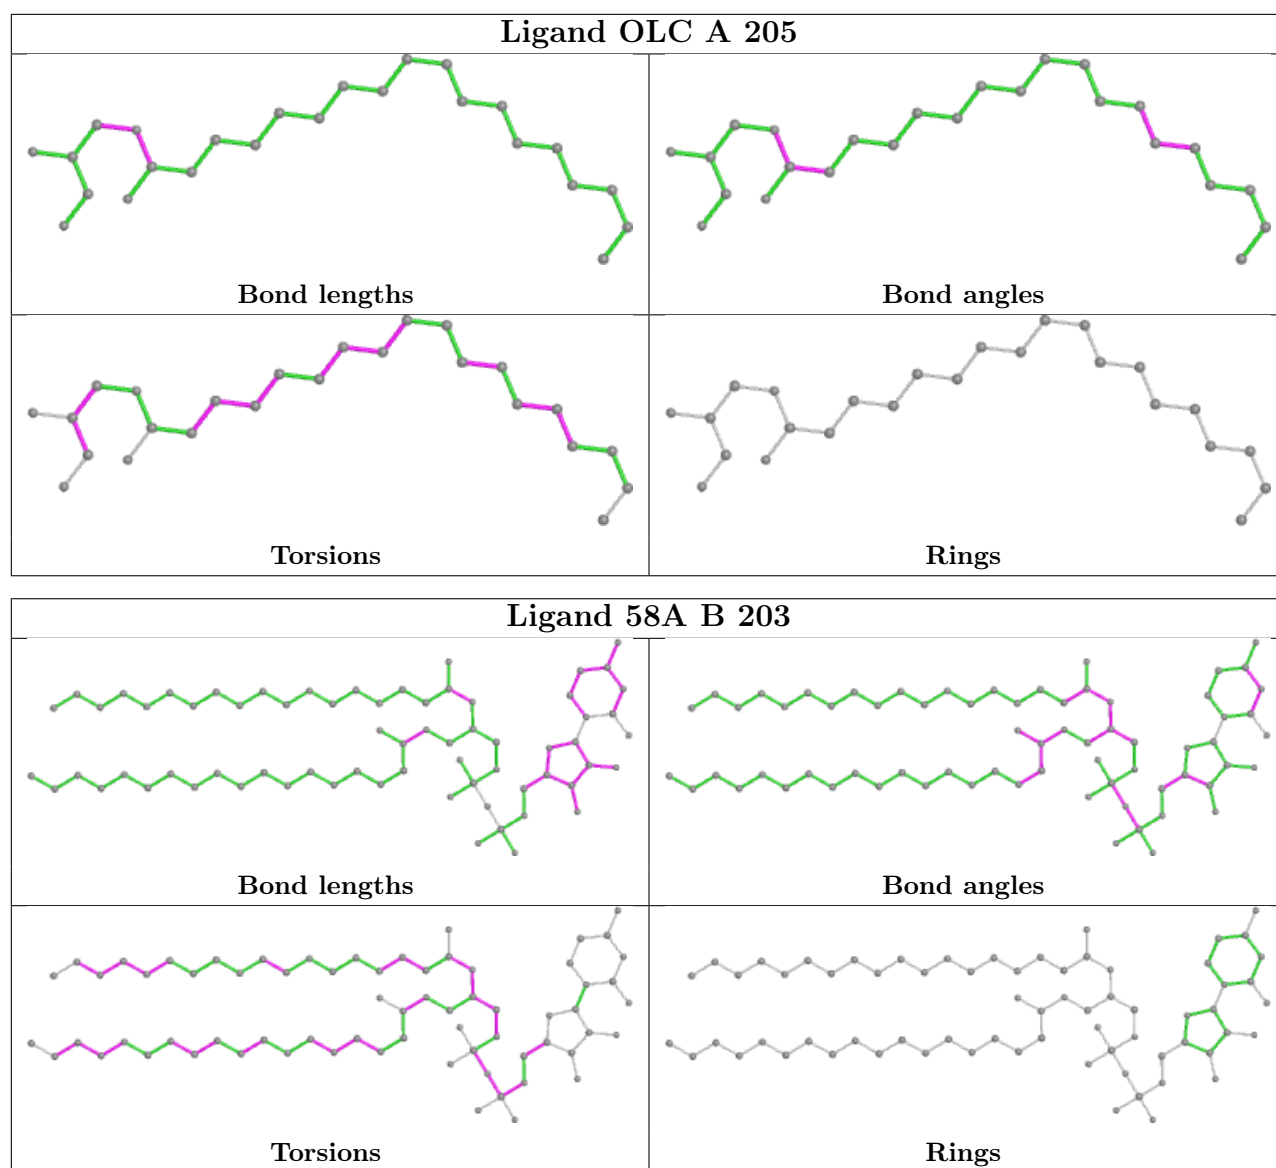 Ligand OLC A 205
Bond lengths
Bond angles
Torsions
Rings
Ligand 58A B 203
Bond lengths
Bond angles
Torsions
Rings